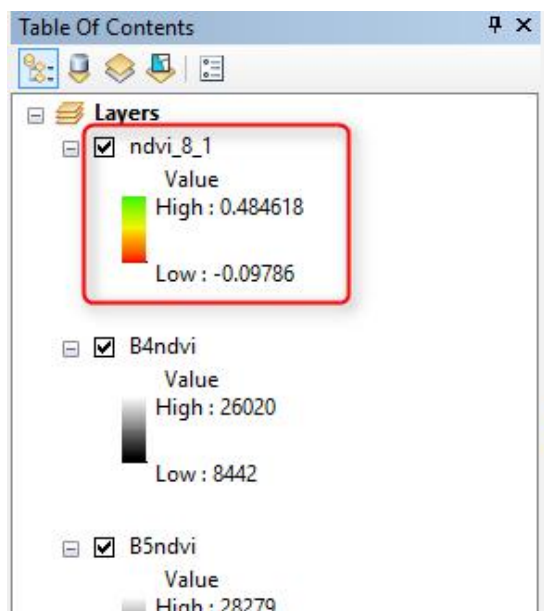 Table Of Contents
Layers
ndvi_8_1
Value
High : 0.484618
Low : -0.09786
B4ndvi
Value
High : 26020
Low : 8442
B5ndvi
Value
High : 28279